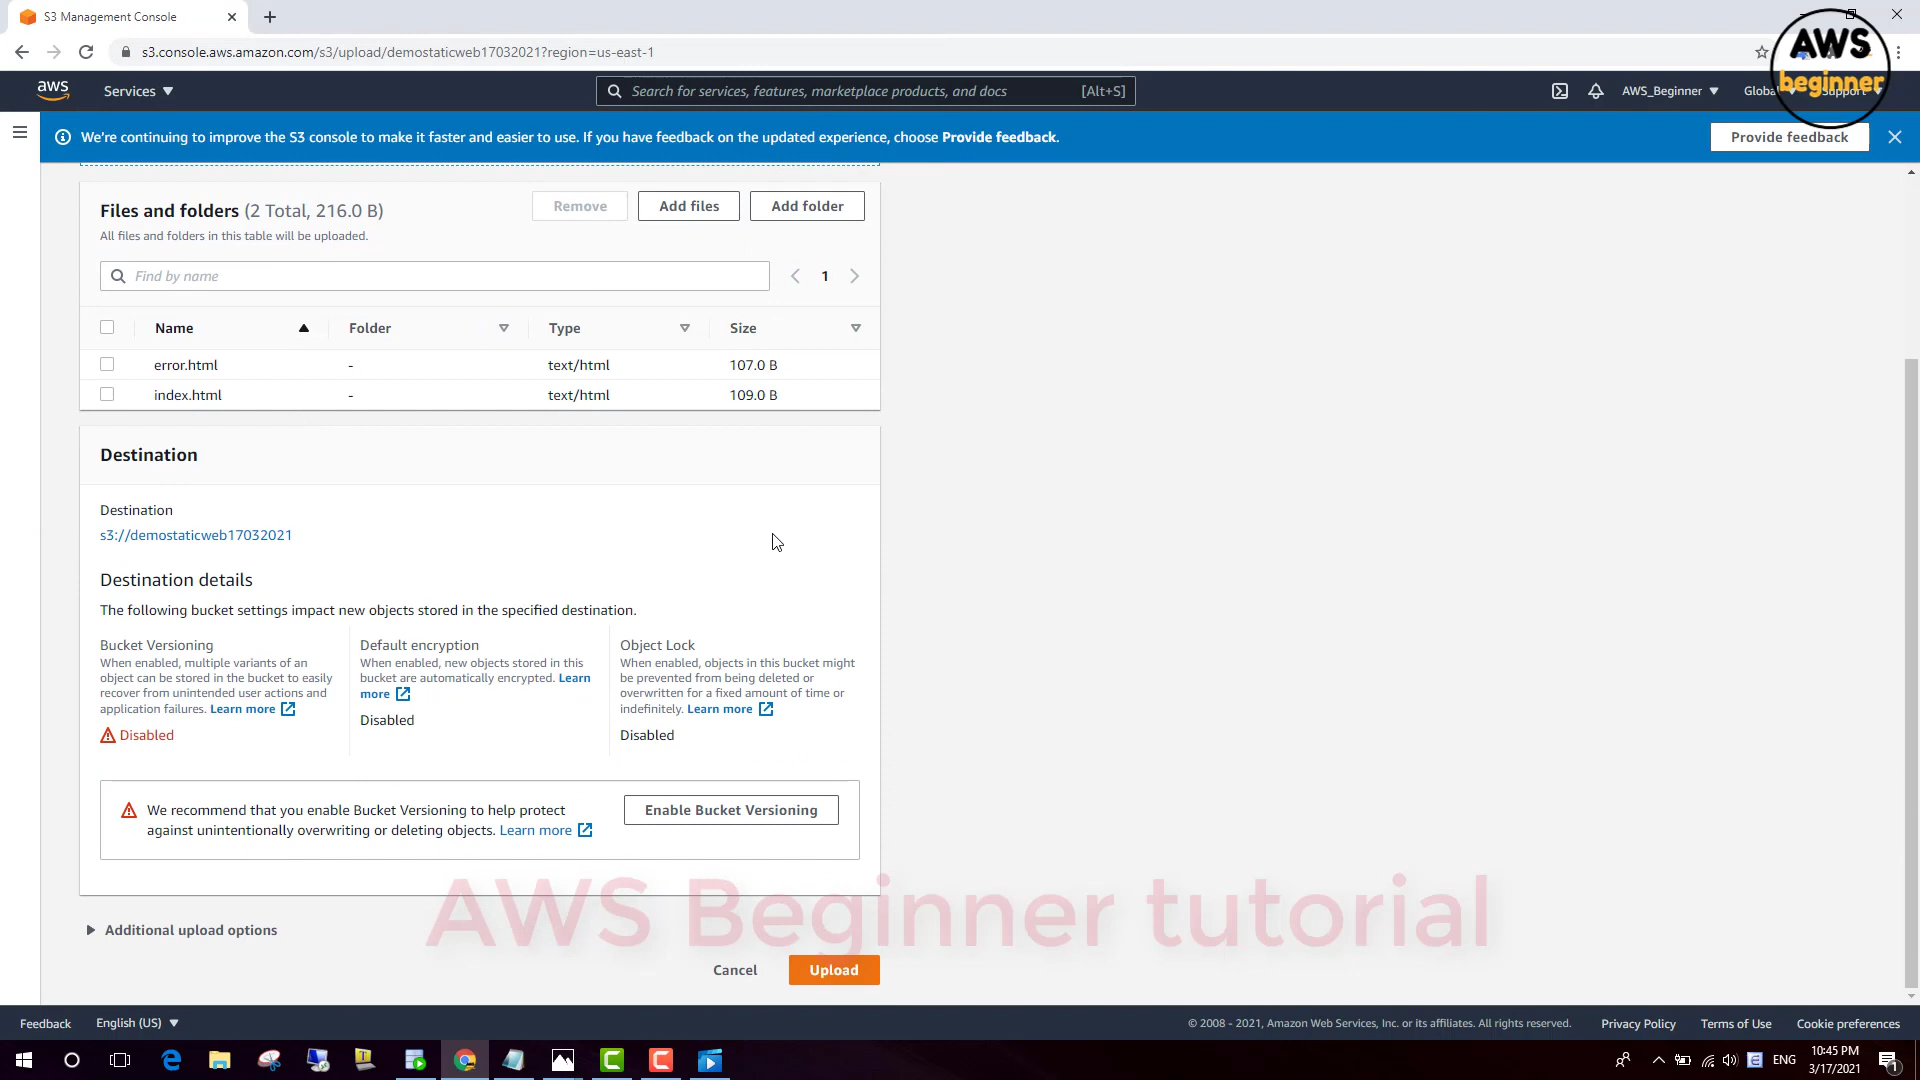 S3 Management Console
s3.console.aws.amazon.com/s3/upload/demostaticweb17032021?region=us-east-1
AWS
beginner
aws
Services
Search for services, features, marketplace products, and docs
[Alt+S]
AWS_Beginner
Global
Support
We're continuing to improve the S3 console to make it faster and easier to use. If you have feedback on the updated experience, choose Provide feedback.
Provide feedback
Files and folders (2 Total, 216.0 B)
Remove
Add files
Add folder
All files and folders in this table will be uploaded.
Find by name
1
Name
Folder
Type
Size
error.html
-
text/html
107.0 B
index.html
-
text/html
109.0 B
Destination
Destination
s3://demostaticweb17032021
Destination details
The following bucket settings impact new objects stored in the specified destination.
Bucket Versioning
When enabled, multiple variants of an
object can be stored in the bucket to easily
recover from unintended user actions and
application failures. Learn more
Disabled
Default encryption
When enabled, new objects stored in this
bucket are automatically encrypted. Learn
more
Disabled
Object Lock
When enabled, objects in this bucket might
be prevented from being deleted or
overwritten for a fixed amount of time or
indefinitely. Learn more
Disabled
We recommend that you enable Bucket Versioning to help protect
against unintentionally overwriting or deleting objects. Learn more
Enable Bucket Versioning
AWS Beginner tutorial
Additional upload options
Cancel
Upload
Feedback
English (US)
© 2008 - 2021, Amazon Web Services, Inc. or its affiliates. All rights reserved.
Privacy Policy
Terms of Use
Cookie preferences
ENG
10:45 PM
3/17/2021
1